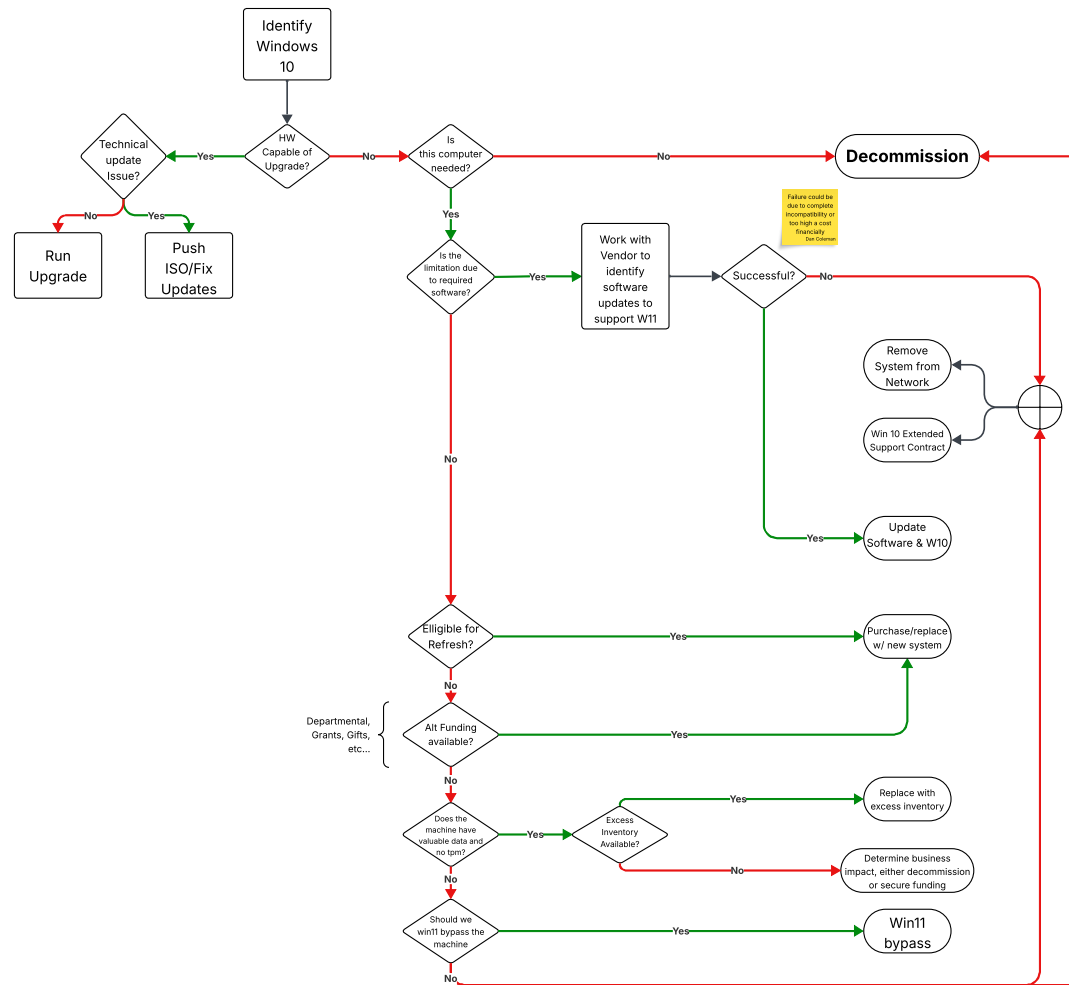 Identify
Windows
10
Technical
update
Issue?
Yes
HW
Capable of
Upgrade?
No
Is
this computer
needed?
No
Decommission
No
Yes
Run
Upgrade
Push
ISO/Fix
Updates
Yes
Is the
limitation due
to required
software?
Yes
Work with
Vendor to
identify
software
updates to
support W11
Successful?
No
Failure could be
due to complete
incompatibility or
too high a cost
financially
Dan Coleman
Remove
System from
Network
Win 10 Extended
Support Contract
No
Yes
Update
Software & W10
Elligible for
Refresh?
Yes
Purchase/replace
w/ new system
No
Departmental,
Grants, Gifts,
etc...
Alt Funding
available?
Yes
No
Does the
machine have
valuable data and
no tpm?
Yes
Excess
Inventory
Available?
Yes
Replace with
excess inventory
No
Determine business
impact, either decommission
or secure funding
No
Should we
win11 bypass the
machine
Yes
Win11
bypass
No